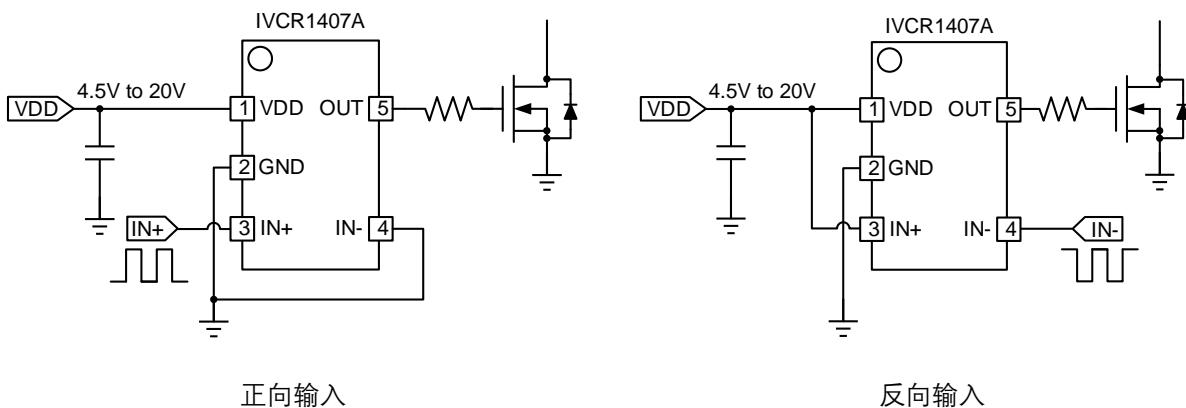 IVCR1407A
4.5V to 20V
VDD
1 VDD OUT 5
2 GND
IN+
3 IN+ IN- 4
正向输入
IVCR1407A
4.5V to 20V
VDD
1 VDD OUT 5
2 GND
3 IN+ IN- 4
IN-
反向输入